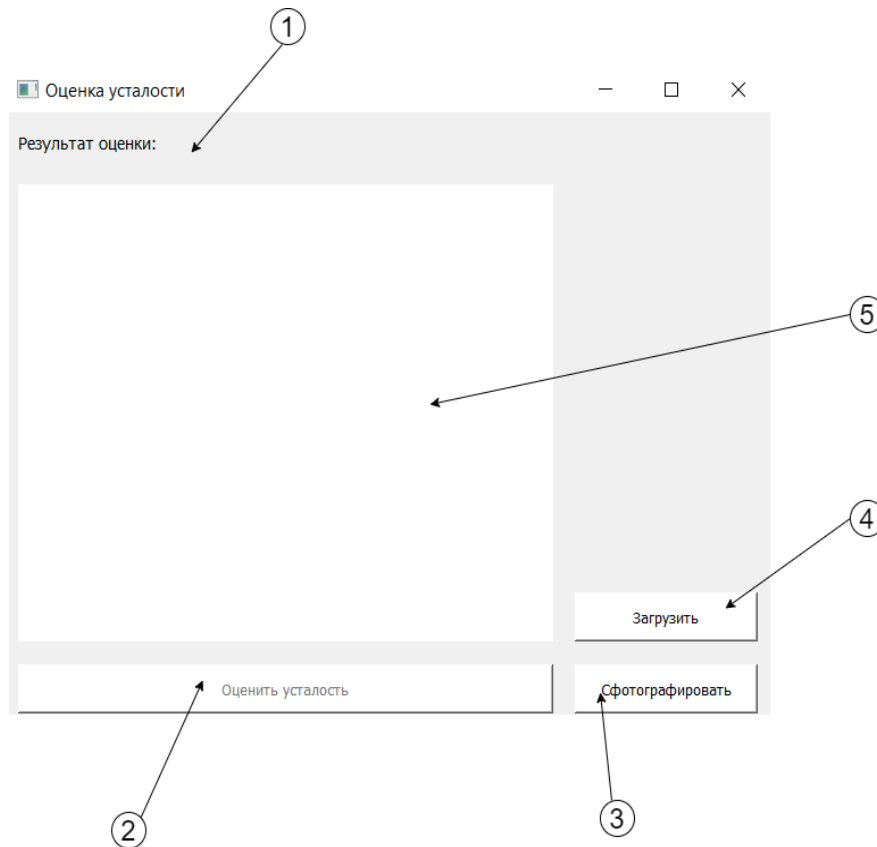 1
Оценка усталости
Результат оценки:
5
4
Загрузить
Оценить усталость
Сфотографировать
2
3